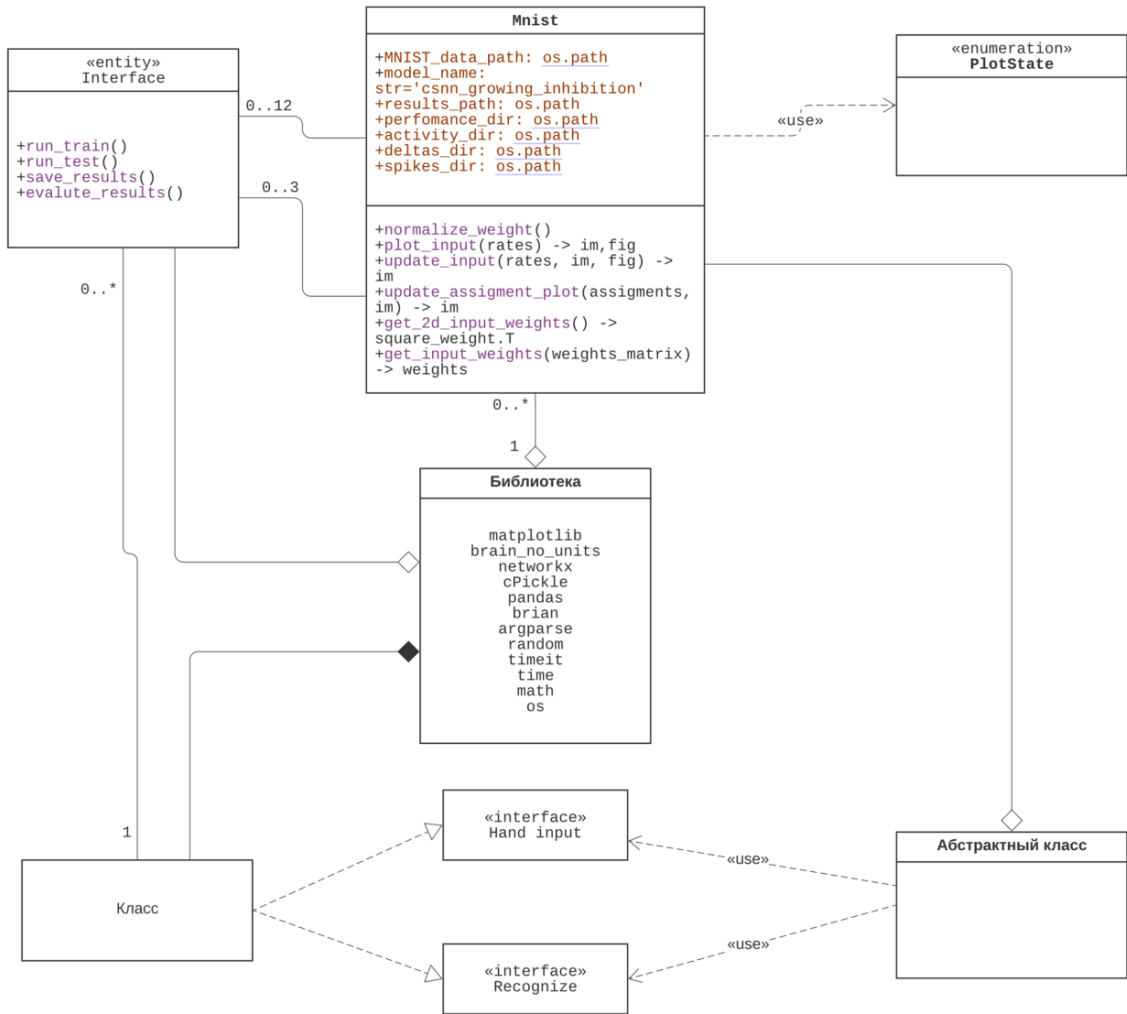 «entity»
Interface
+run_train()
+run_test()
+save_results()
+evalute_results()
0..12
0..3
0..*
Mnist
+MNIST_data_path: os.path
+model_name:
str='csnn_growing_inhibition'
+results_path: os.path
+perfomance_dir: os.path
+activity_dir: os.path
+deltas_dir: os.path
+spikes_dir: os.path
+normalize_weight()
+plot_input(rates) -> im,fig
+update_input(rates, im, fig) ->
im
+update_assigment_plot(assigments,
im) -> im
+get_2d_input_weights() ->
square_weight.T
+get_input_weights(weights_matrix)
-> weights
«use»
«enumeration»
PlotState
0..*
1
Библиотека
matplotlib
brain_no_units
networkx
cPickle
pandas
brian
argparse
random
timeit
time
math
os
1
Класс
«interface»
Hand input
«interface»
Recognize
«use»
«use»
Абстрактный класс